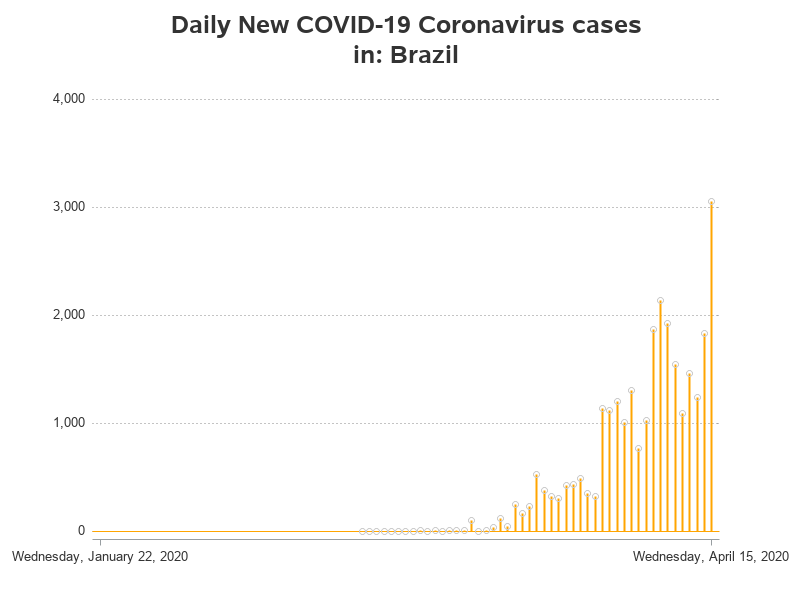 Daily New COVID-19 Coronavirus cases
in: Brazil
4,000
3,000
2,000
1,000
0
Wednesday, January 22, 2020
Wednesday, April 15, 2020